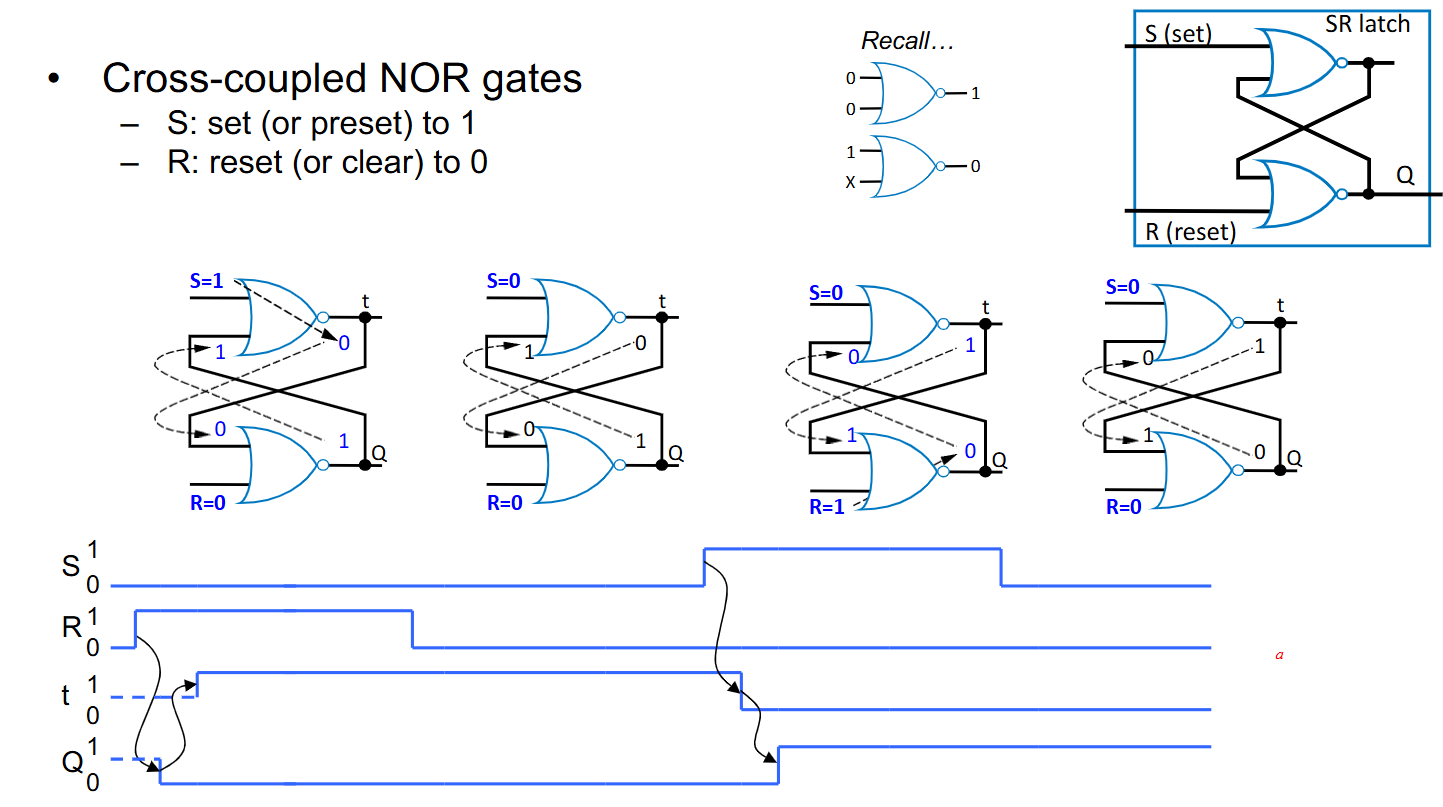 • Cross-coupled NOR gates
– S: set (or preset) to 1
– R: reset (or clear) to 0
Recall…
0
0
1
1
X
0
SR latch
S (set)
Q
R (reset)
S=1
t
1
0
0
1
Q
R=0
S=0
t
1
0
0
1
Q
R=0
S=0
t
0
1
1
0
Q
R=1
S=0
t
0
1
1
0
Q
R=0
S 1
0
R 1
0
t 1
0
Q 1
0
a